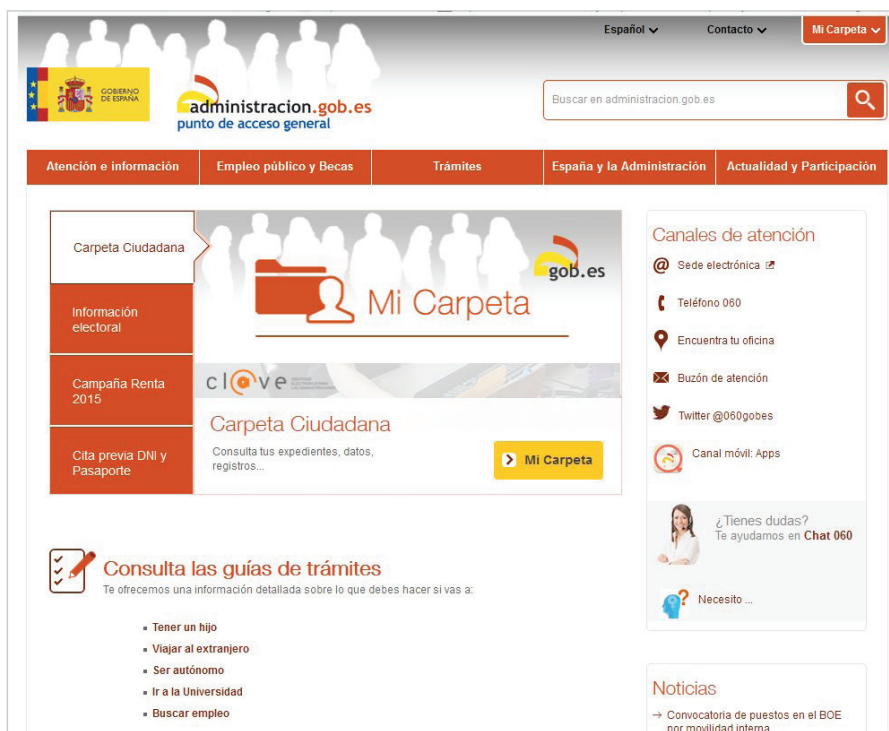 Español
Contacto
Mi Carpeta
GOBIERNO
DE ESPAÑA
administracion.gob.es
punto de acceso general
Buscar en administracion.gob.es
Atención e información
Empleo público y Becas
Trámites
España y la Administración
Actualidad y Participación
Carpeta Ciudadana
Información
electoral
Campaña Renta
2015
Cita previa DNI y
Pasaporte
gob.es
Mi Carpeta
cl@ve
Carpeta Ciudadana
Consulta tus expedientes, datos,
registros...
Mi Carpeta
Consulta las guías de trámites
Te ofrecemos una información detallada sobre lo que debes hacer si vas a:
Tener un hijo
Viajar al extranjero
Ser autónomo
Ir a la Universidad
Buscar empleo
Canales de atención
Sede electrónica
Teléfono 060
Encuentra tu oficina
Buzón de atención
Twitter @060gobes
Canal móvil: Apps
¿Tienes dudas?
Te ayudamos en Chat 060
Necesito ...
Noticias
→ Convocatoria de puestos en el BOE
por movilidad interna